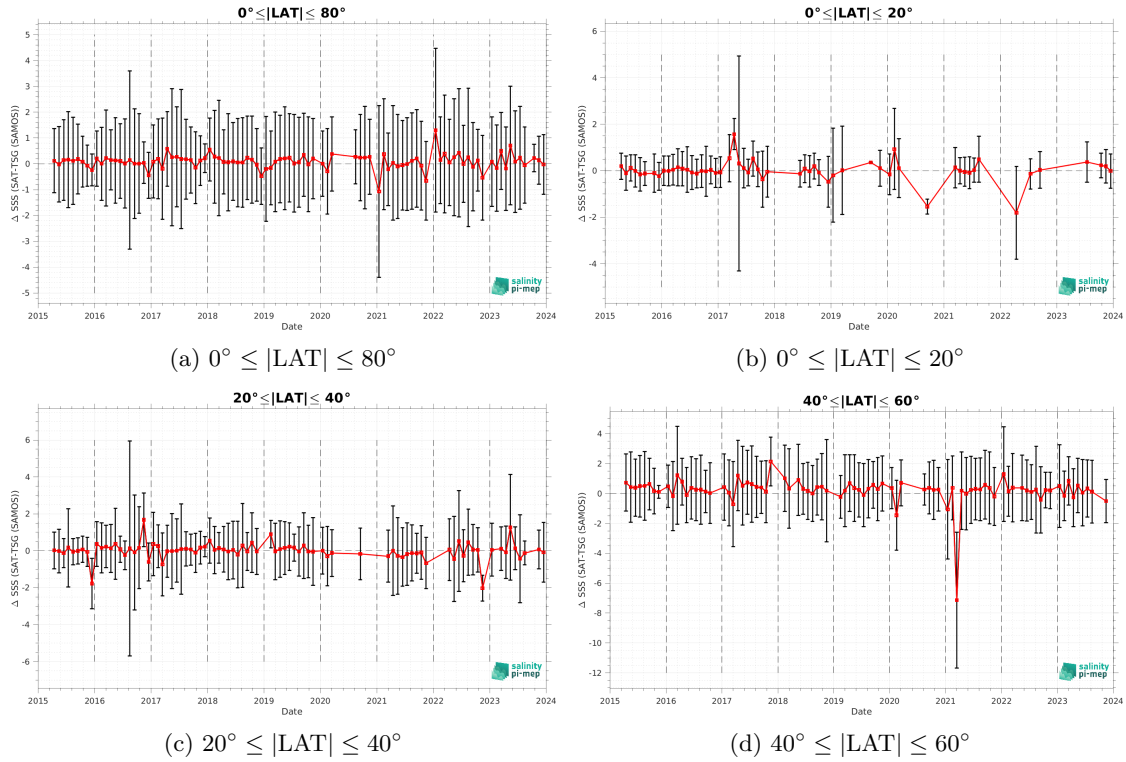 0°≤|LAT|≤ 80°
Δ SSS (SAT-TSG (SAMOS))
5
4
3
2
1
0
-1
-2
-3
-4
-5
2015 2016 2017 2018 2019 2020 2021 2022 2023 2024
Date
salinity
pi-mep
(a) 0° ≤ |LAT| ≤ 80°
0°≤|LAT|≤ 20°
Δ SSS (SAT-TSG (SAMOS))
6
4
2
0
-2
-4
2015 2016 2017 2018 2019 2020 2021 2022 2023 2024
Date
salinity
pi-mep
(b) 0° ≤ |LAT| ≤ 20°
20°≤|LAT|≤ 40°
Δ SSS (SAT-TSG (SAMOS))
6
4
2
0
-2
-4
-6
2015 2016 2017 2018 2019 2020 2021 2022 2023 2024
Date
salinity
pi-mep
(c) 20° ≤ |LAT| ≤ 40°
40°≤|LAT|≤ 60°
Δ SSS (SAT-TSG (SAMOS))
4
2
0
-2
-4
-6
-8
-10
-12
2015 2016 2017 2018 2019 2020 2021 2022 2023 2024
Date
salinity
pi-mep
(d) 40° ≤ |LAT| ≤ 60°